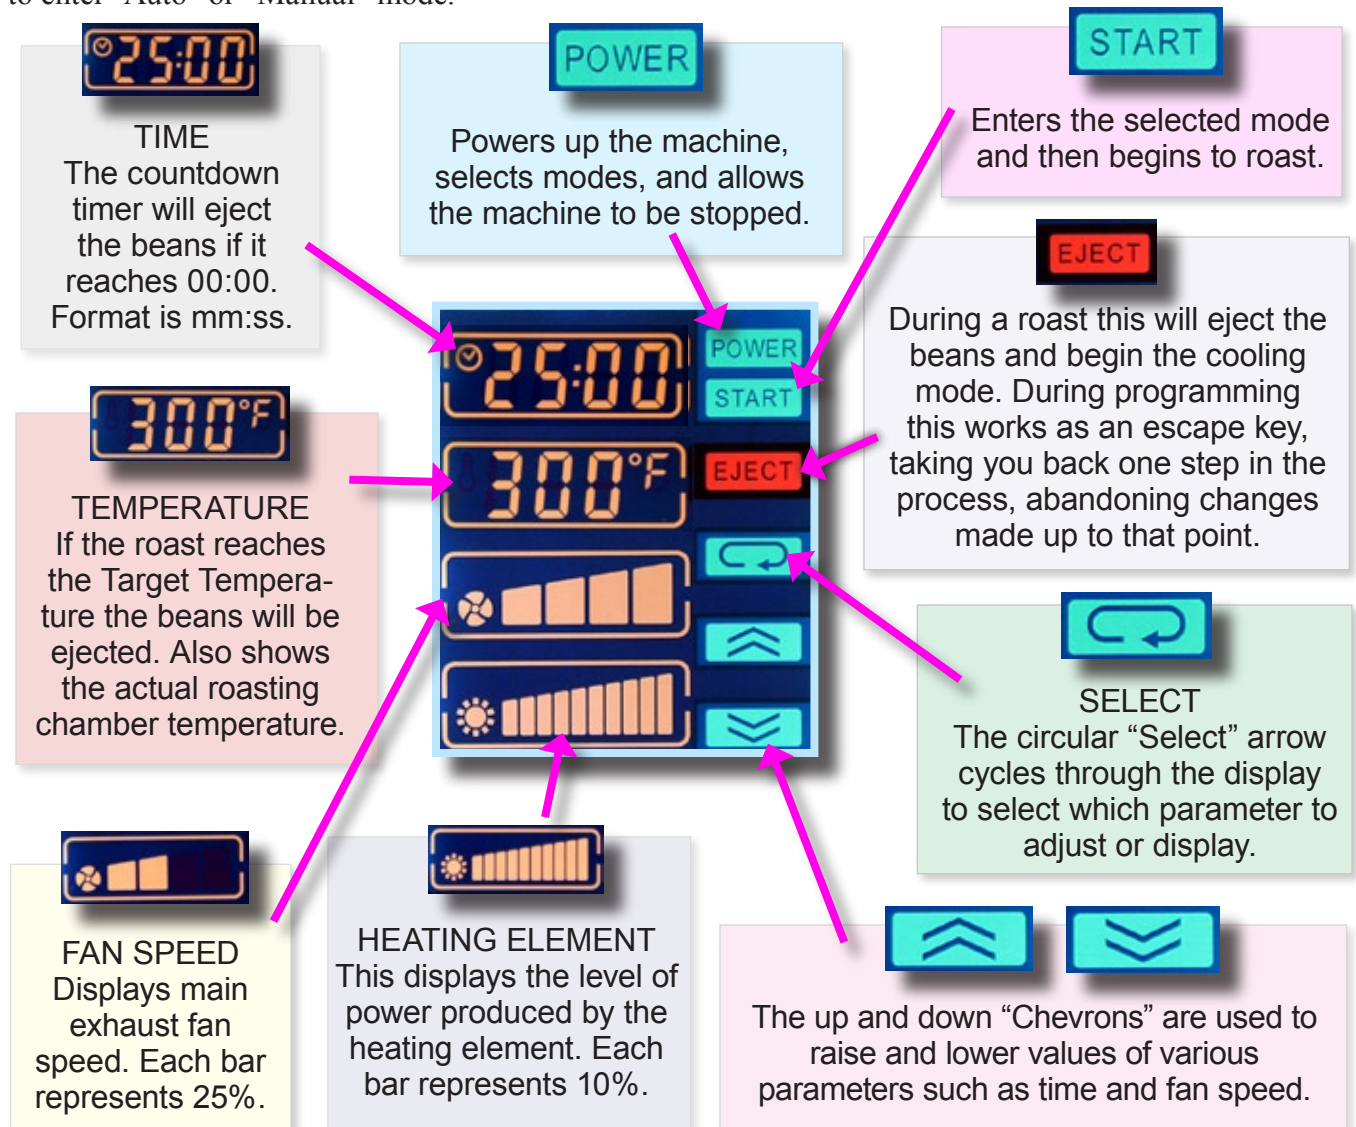 to enter "Auto" or "Manual" mode.
25:00
TIME
The countdown
timer will eject
the beans if it
reaches 00:00.
Format is mm:ss.
POWER
Powers up the machine,
selects modes, and allows
the machine to be stopped.
START
Enters the selected mode
and then begins to roast.
EJECT
During a roast this will eject the
beans and begin the cooling
mode. During programming
this works as an escape key,
taking you back one step in the
process, abandoning changes
made up to that point.
25:00
POWER
START
300°F
EJECT
300°F
TEMPERATURE
If the roast reaches
the Target Tempera-
ture the beans will be
ejected. Also shows
the actual roasting
chamber temperature.
SELECT
The circular “Select” arrow
cycles through the display
to select which parameter to
adjust or display.
FAN SPEED
Displays main
exhaust fan
speed. Each bar
represents 25%.
HEATING ELEMENT
This displays the level of
power produced by the
heating element. Each
bar represents 10%.
The up and down “Chevrons” are used to
raise and lower values of various
parameters such as time and fan speed.